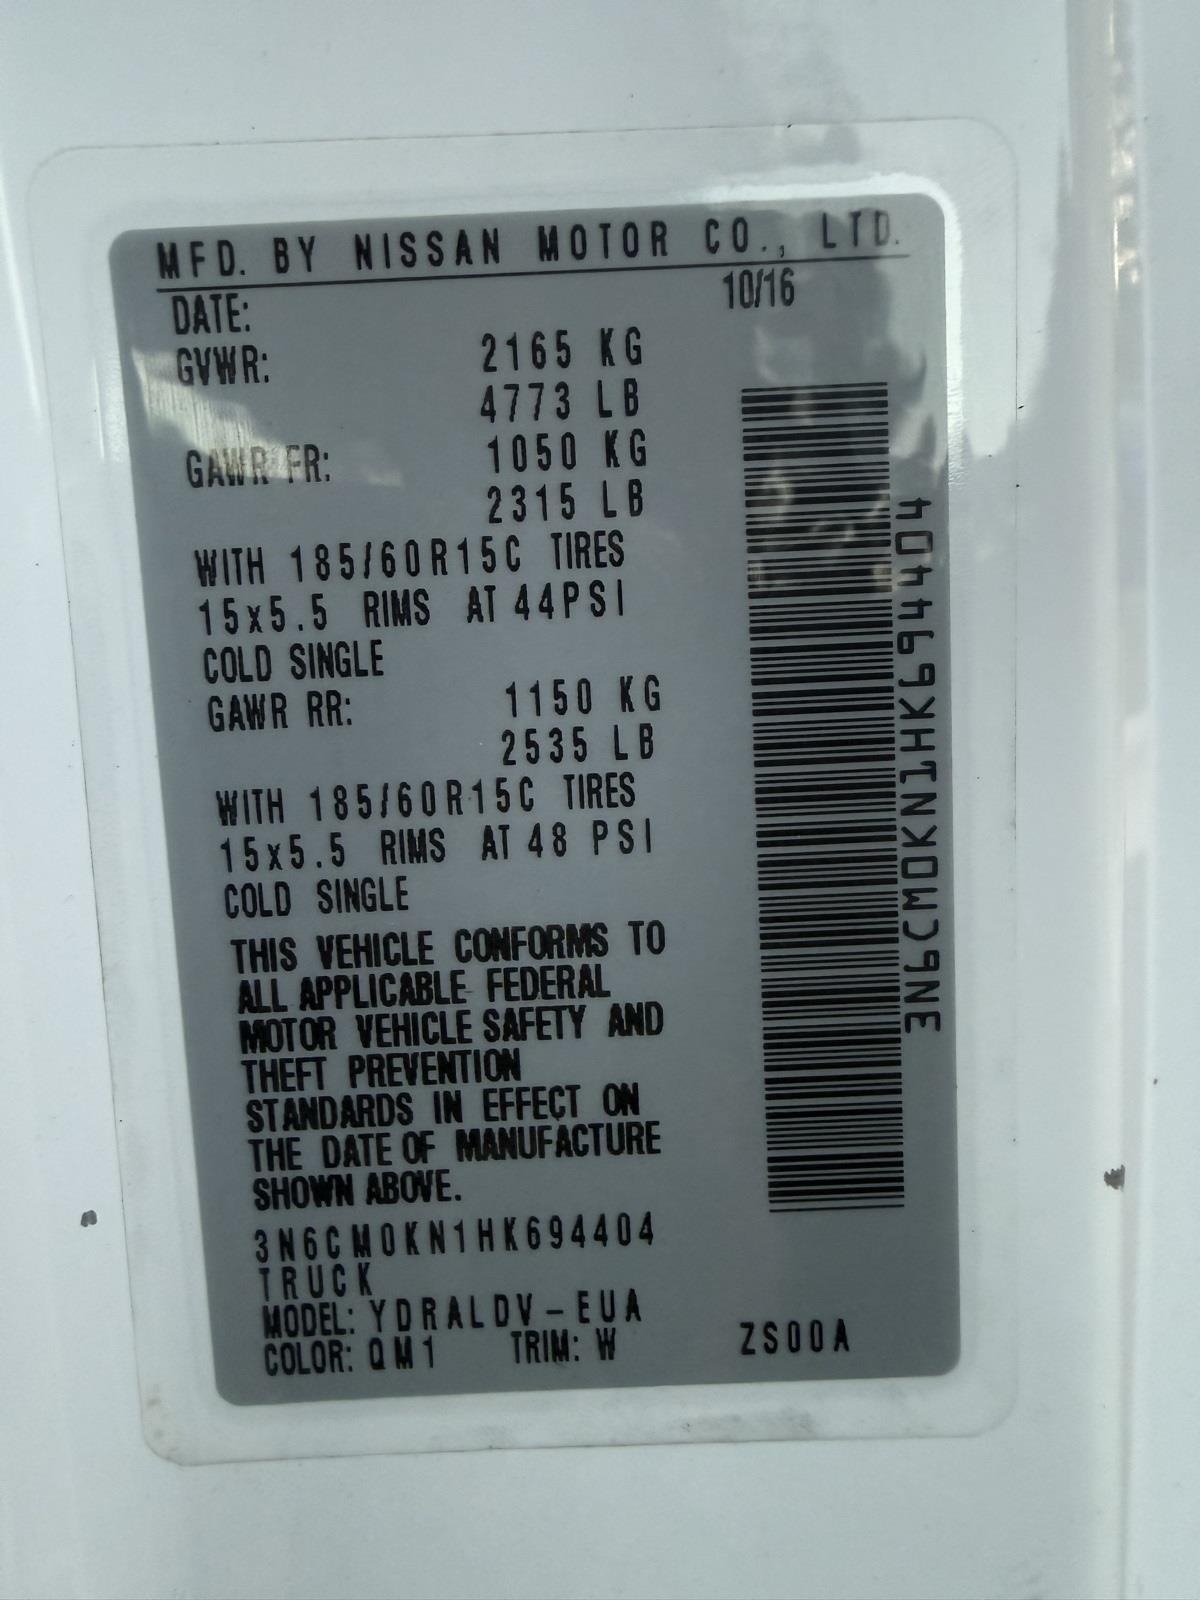 MFD. BY NISSAN MOTOR CO., LTD.
DATE: 10/16
GVWR: 2165 KG
4773 LB
GAWR FR: 1050 KG
2315 LB
WITH 185/60R15C TIRES
15x5.5 RIMS AT 44PSI
COLD SINGLE
GAWR RR: 1150 KG
2535 LB
WITH 185/60R15C TIRES
15x5.5 RIMS AT 48 PSI
COLD SINGLE
THIS VEHICLE CONFORMS TO
ALL APPLICABLE FEDERAL
MOTOR VEHICLE SAFETY AND
THEFT PREVENTION
STANDARDS IN EFFECT ON
THE DATE OF MANUFACTURE
SHOWN ABOVE.
3N6CM0KN1HK694404
TRUCK
MODEL: YDRALDV-EUA
COLOR: QM1 TRIM: W ZS00A
3N6CM0KN1HK694404